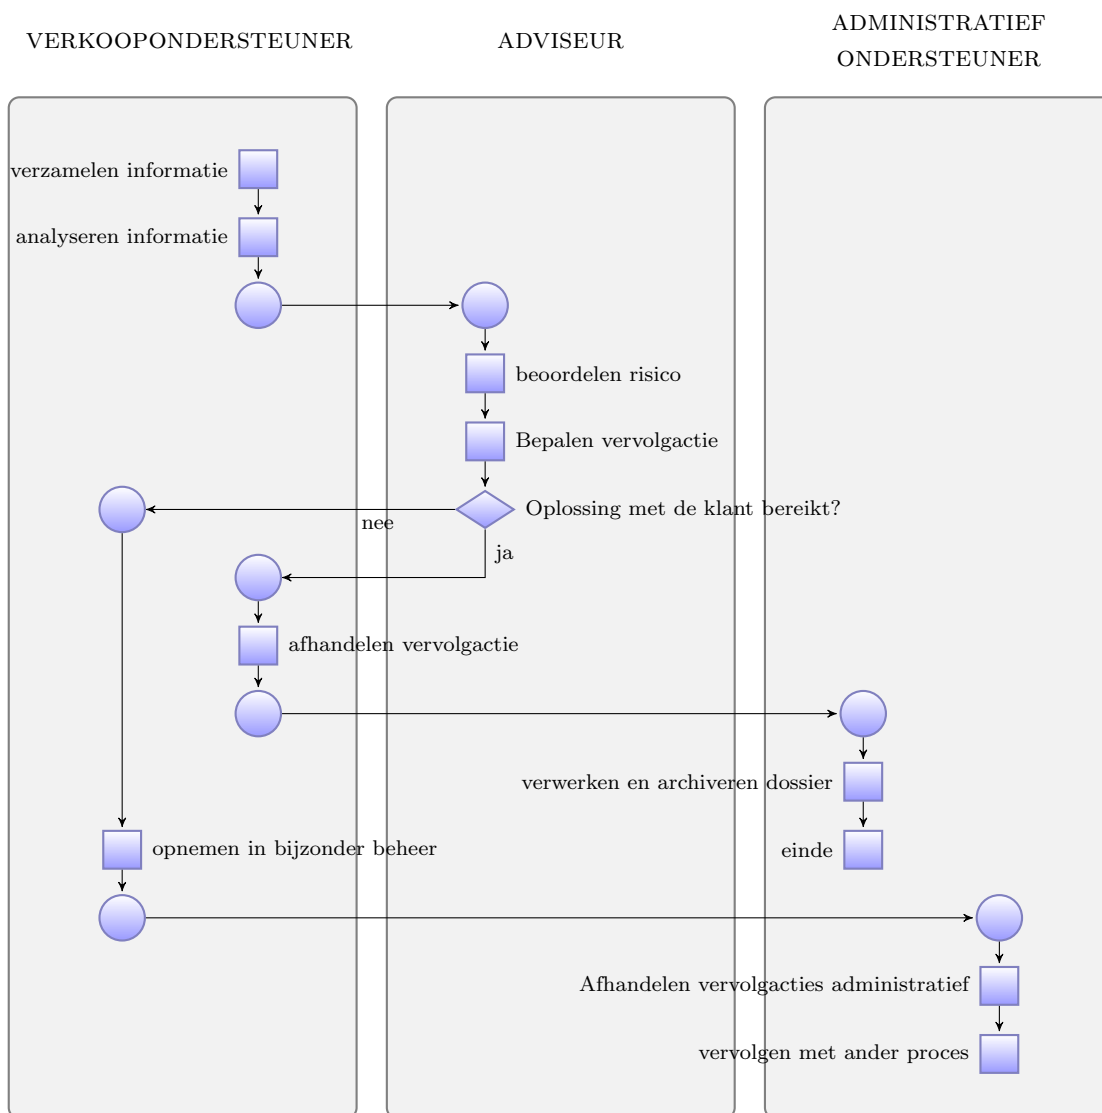 VERKOOPONDERSTEUNER
ADVISEUR
ADMINISTRATIEF
ONDERSTEUNER
verzamelen informatie
analyseren informatie
beoordelen risico
Bepalen vervolgactie
Oplossing met de klant bereikt?
nee
ja
afhandelen vervolgactie
verwerken en archiveren dossier
opnemen in bijzonder beheer
einde
Afhandelen vervolgacties administratief
vervolgen met ander proces